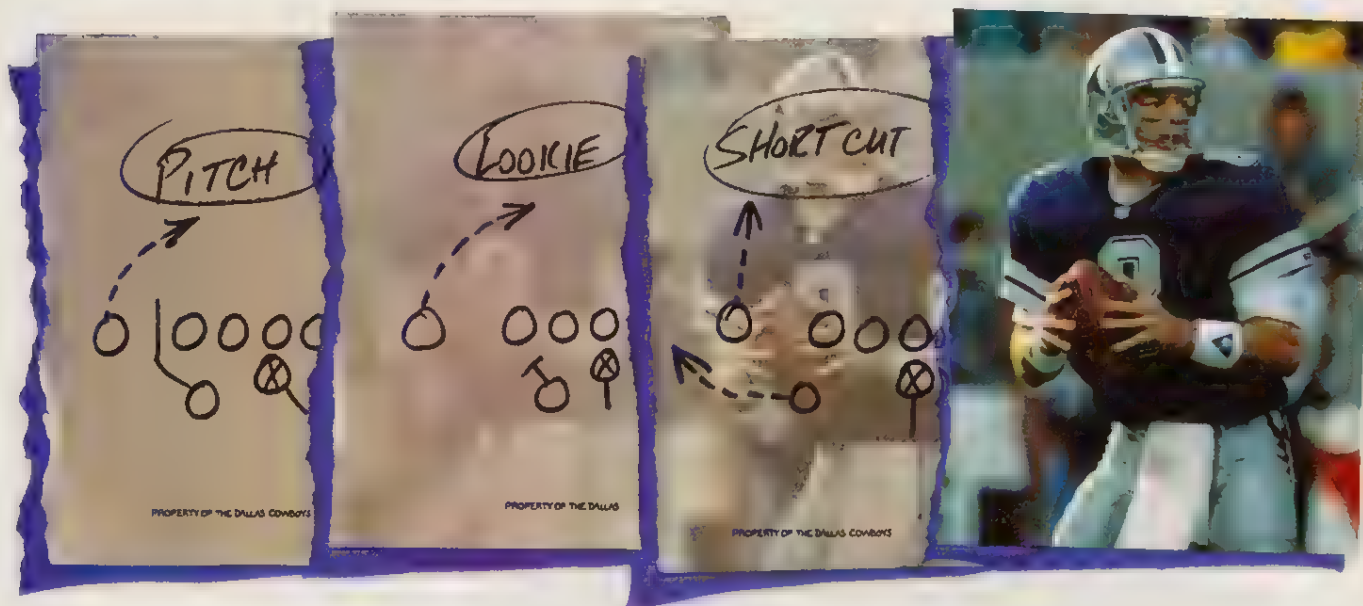 PITCH
PROPERTY OF THE DALLAS COWBOYS
LOOKIE
PROPERTY OF THE DALLAS
SHORT CUT
PROPERTY OF THE DALLAS COWBOYS